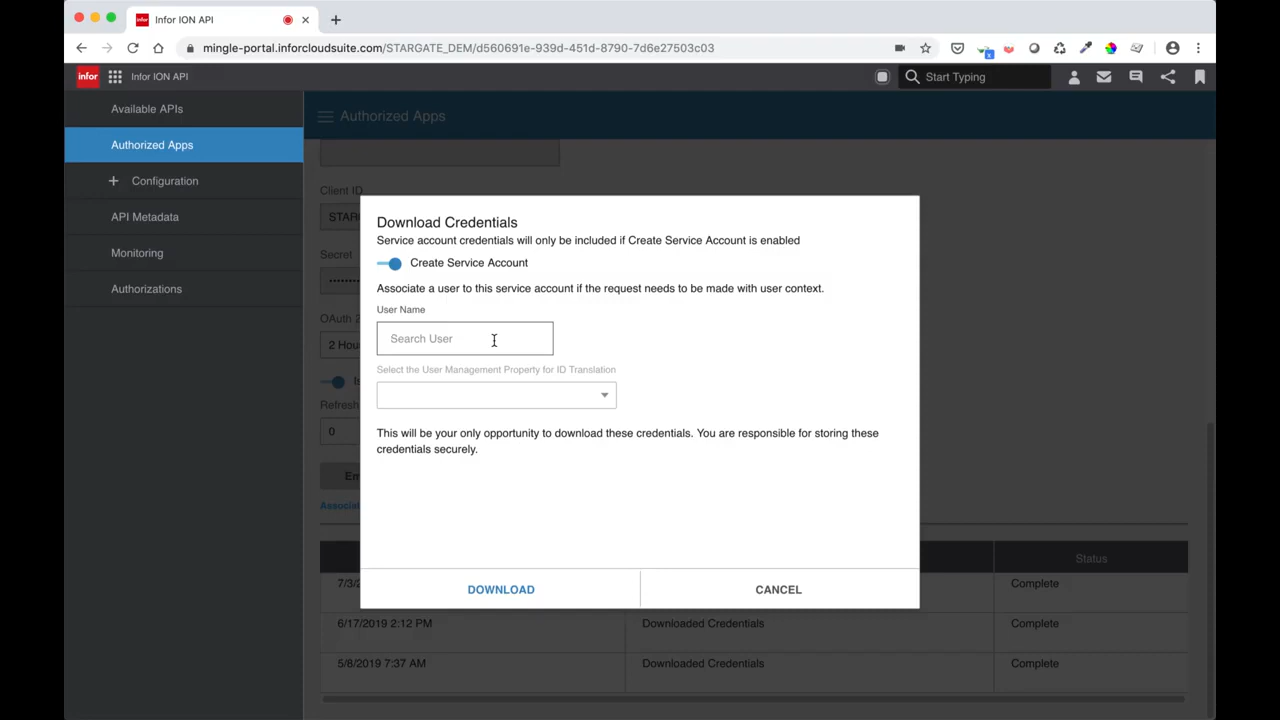 infor Infor ION API
mingle-portal.inforcloudsuite.com/STARGATE_DEM/d560691e-939d-451d-8790-7d6e27503c03
infor Infor ION API Start Typing
Available APIs
Authorized Apps
Configuration
API Metadata
Monitoring
Authorizations
Authorized Apps
Client ID
Secret
2 Hou
Refresh
0
Associa
Download Credentials
Service account credentials will only be included if Create Service Account is enabled
Create Service Account
Associate a user to this service account if the request needs to be made with user context.
User Name
Search User
Select the User Management Property for ID Translation
This will be your only opportunity to download these credentials. You are responsible for storing these
credentials securely.
DOWNLOAD CANCEL
Status
7/3/2 Complete
6/17/2019 2:12 PM Downloaded Credentials Complete
5/8/2019 7:37 AM Downloaded Credentials Complete